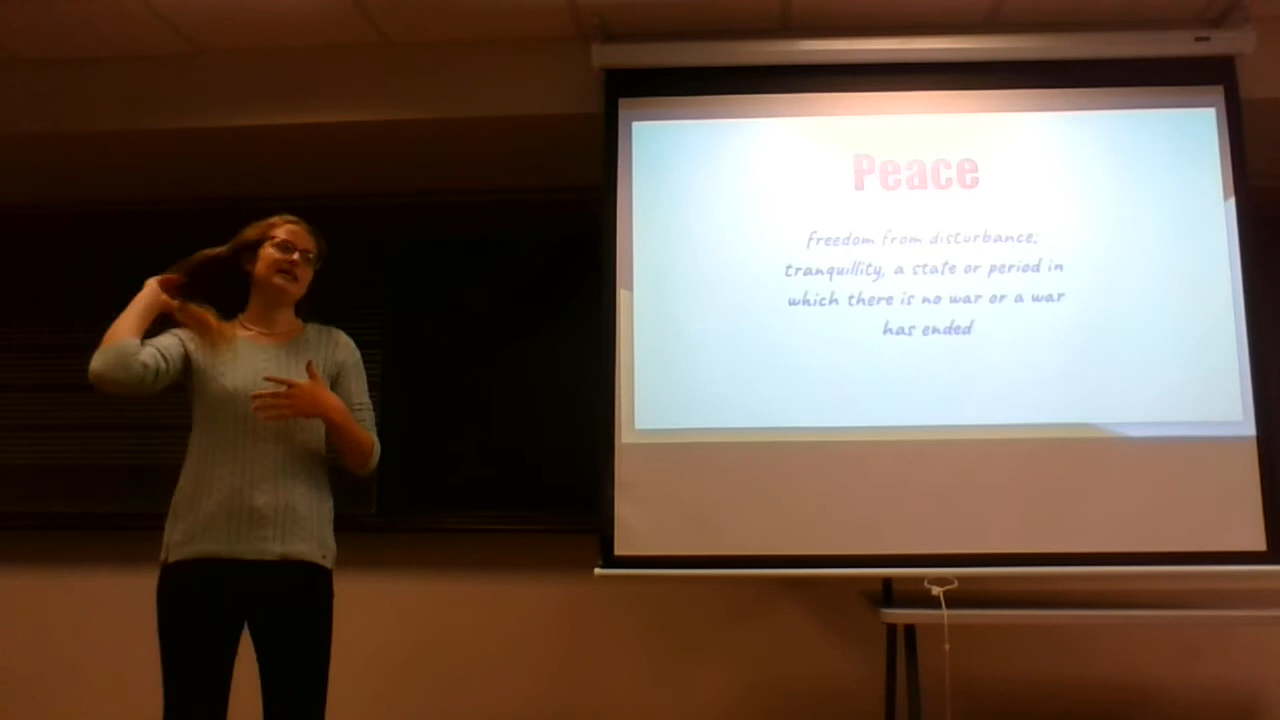 Peace
freedom from disturbance;
tranquillity, a state or period in
which there is no war or a war
has ended